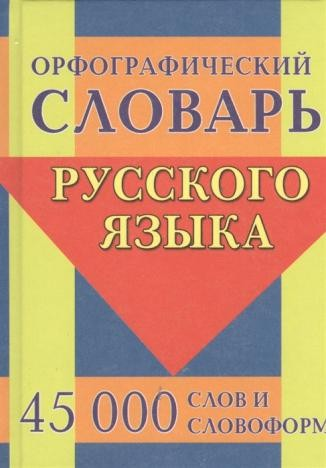 ОРФОГРАФИЧЕСКИЙ
СЛОВАРЬ
РУССКОГО
ЯЗЫКА
45 000 СЛОВ И
СЛОВОФОРМ